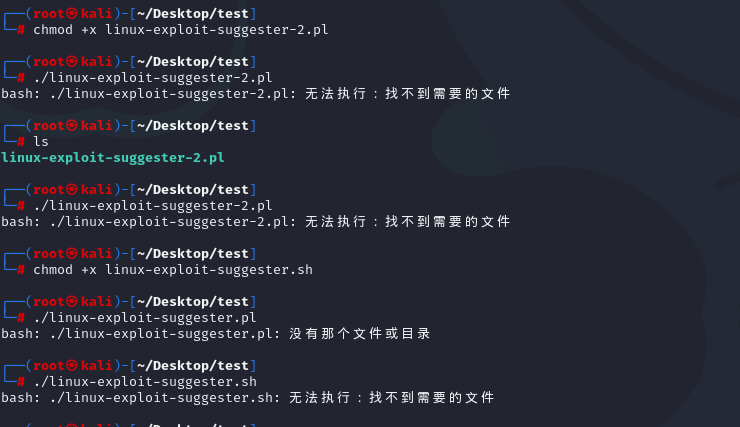 ┌──(root㉿kali)-[~/Desktop/test]
└─# chmod +x linux-exploit-suggester-2.pl
┌──(root㉿kali)-[~/Desktop/test]
└─# ./linux-exploit-suggester-2.pl
bash: ./linux-exploit-suggester-2.pl: 无法执行：找不到需要的文件
┌──(root㉿kali)-[~/Desktop/test]
└─# ls
linux-exploit-suggester-2.pl
┌──(root㉿kali)-[~/Desktop/test]
└─# ./linux-exploit-suggester-2.pl
bash: ./linux-exploit-suggester-2.pl: 无法执行：找不到需要的文件
┌──(root㉿kali)-[~/Desktop/test]
└─# chmod +x linux-exploit-suggester.sh
┌──(root㉿kali)-[~/Desktop/test]
└─# ./linux-exploit-suggester.pl
bash: ./linux-exploit-suggester.pl: 没有那个文件或目录
┌──(root㉿kali)-[~/Desktop/test]
└─# ./linux-exploit-suggester.sh
bash: ./linux-exploit-suggester.sh: 无法执行：找不到需要的文件